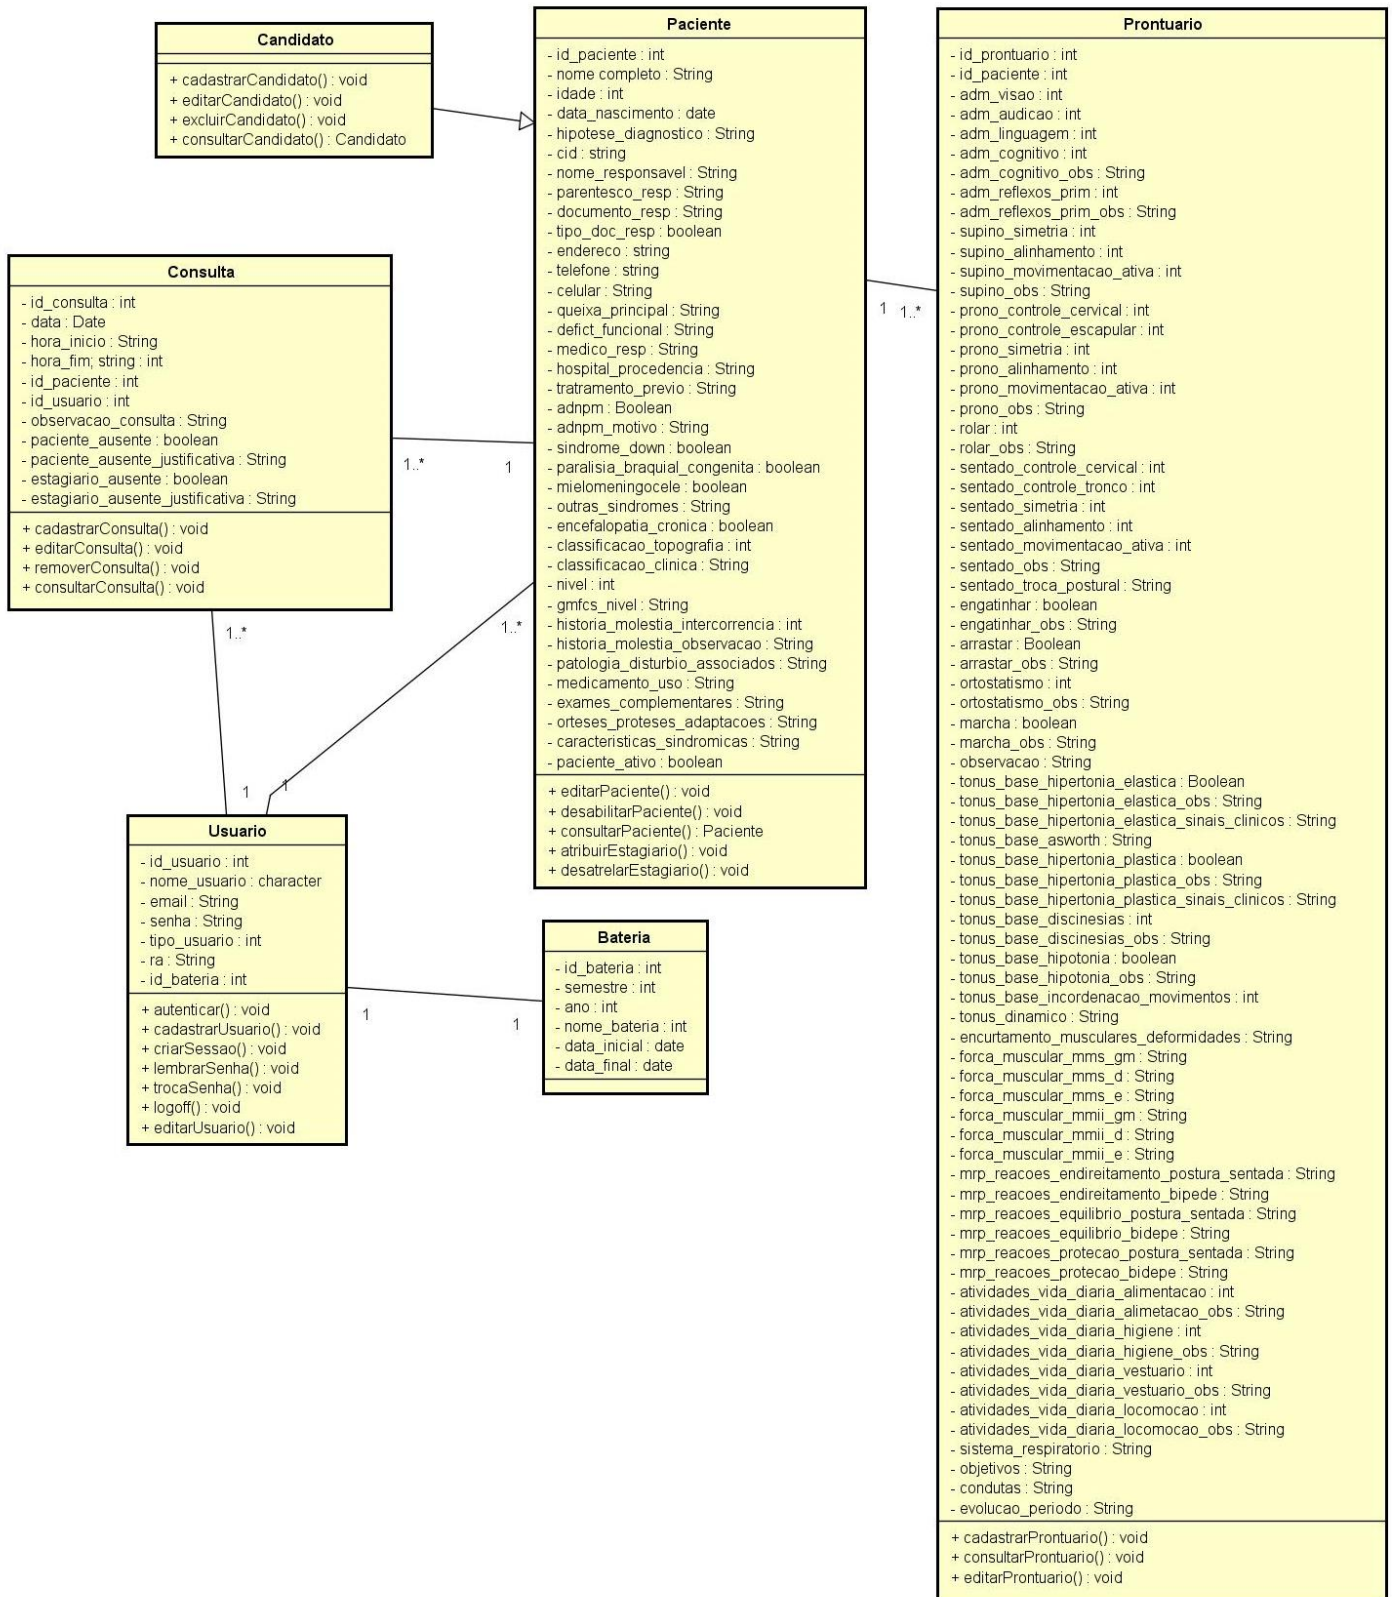 Candidato
+ cadastrarCandidato() : void
+ editarCandidato() : void
+ excluirCandidato() : void
+ consultarCandidato() : Candidato
Paciente
- id_paciente : int
- nome completo : String
- idade : int
- data_nascimento : date
- hipotese_diagnostico : String
- cid : string
- nome_responsavel : String
- parentesco_resp : String
- documento_resp : String
- tipo_doc_resp : boolean
- endereco : string
- telefone : string
- celular : String
- queixa_principal : String
- defict_funcional : String
- medico_resp : String
- hospital_procedencia : String
- tratramento_previo : String
- adnpm : Boolean
- adnpm_motivo : String
- sindrome_down : boolean
- paralisia_braquial_congenita : boolean
- mielomeningocele : boolean
- outras_sindromes : String
- encefalopatia_cronica : boolean
- classificacao_topografia : int
- classificacao_clinica : String
- nivel : int
- gmfcs_nivel : String
- historia_molestia_intercorrencia : int
- historia_molestia_observacao : String
- patologia_disturbio_associados : String
- medicamento_uso : String
- exames_complementares : String
- orteses_proteses_adaptacoes : String
- caracteristicas_sindromicas : String
- paciente_ativo : boolean
+ editarPaciente() : void
+ desabilitarPaciente() : void
+ consultarPaciente() : Paciente
+ atribuirEstagiario() : void
+ desatrelarEstagiario() : void
Prontuario
- id_prontuario : int
- id_paciente : int
- adm_visao : int
- adm_audicao : int
- adm_linguagem : int
- adm_cognitivo : int
- adm_cognitivo_obs : String
- adm_reflexos_prim : int
- adm_reflexos_prim_obs : String
- supino_simetria : int
- supino_alinhamento : int
- supino_movimentacao_ativa : int
- supino_obs : String
- prono_controle_cervical : int
- prono_controle_escapular : int
- prono_simetria : int
- prono_alinhamento : int
- prono_movimentacao_ativa : int
- prono_obs : String
- rolar : int
- rolar_obs : String
- sentado_controle_cervical : int
- sentado_controle_tronco : int
- sentado_simetria : int
- sentado_alinhamento : int
- sentado_movimentacao_ativa : int
- sentado_obs : String
- sentado_troca_postural : String
- engatinhar : boolean
- engatinhar_obs : String
- arrastar : Boolean
- arrastar_obs : String
- ortostatismo : int
- ortostatismo_obs : String
- marcha : boolean
- marcha_obs : String
- observacao : String
- tonus_base_hipertonia_elastica : Boolean
- tonus_base_hipertonia_elastica_obs : String
- tonus_base_hipertonia_elastica_sinais_clinicos : String
- tonus_base_asworth : String
- tonus_base_hipertonia_plastica : boolean
- tonus_base_hipertonia_plastica_obs : String
- tonus_base_hipertonia_plastica_sinais_clinicos : String
- tonus_base_discinesias : int
- tonus_base_discinesias_obs : String
- tonus_base_hipotonia : boolean
- tonus_base_hipotonia_obs : String
- tonus_base_incordenacao_movimentos : int
- tonus_dinamico : String
- encurtamento_musculares_deformidades : String
- forca_muscular_mms_gm : String
- forca_muscular_mms_d : String
- forca_muscular_mms_e : String
- forca_muscular_mmii_gm : String
- forca_muscular_mmii_d : String
- forca_muscular_mmii_e : String
- mrp_reacoes_endireitamento_postura_sentada : String
- mrp_reacoes_endireitamento_bipede : String
- mrp_reacoes_equilibrio_postura_sentada : String
- mrp_reacoes_equilibrio_bidepe : String
- mrp_reacoes_protecao_postura_sentada : String
- mrp_reacoes_protecao_bidepe : String
- atividades_vida_diaria_alimentacao : int
- atividades_vida_diaria_alimetacao_obs : String
- atividades_vida_diaria_higiene : int
- atividades_vida_diaria_higiene_obs : String
- atividades_vida_diaria_vestuario : int
- atividades_vida_diaria_vestuario_obs : String
- atividades_vida_diaria_locomocao : int
- atividades_vida_diaria_locomocao_obs : String
- sistema_respiratorio : String
- objetivos : String
- condutas : String
- evolucao_periodo : String
+ cadastrarProntuario() : void
+ consultarProntuario() : void
+ editarProntuario() : void
1 1..*
Consulta
- id_consulta : int
- data : Date
- hora_inicio : String
- hora_fim; string : int
- id_paciente : int
- id_usuario : int
- observacao_consulta : String
- paciente_ausente : boolean
- paciente_ausente_justificativa : String
- estagiario_ausente : boolean
- estagiario_ausente_justificativa : String
+ cadastrarConsulta() : void
+ editarConsulta() : void
+ removerConsulta() : void
+ consultarConsulta() : void
1..* 1
1..*
1..*
1 1
Usuario
- id_usuario : int
- nome_usuario : character
- email : String
- senha : String
- tipo_usuario : int
- ra : String
- id_bateria : int
+ autenticar() : void
+ cadastrarUsuario() : void
+ criarSessao() : void
+ lembrarSenha() : void
+ trocaSenha() : void
+ logoff() : void
+ editarUsuario() : void
1 1
Bateria
- id_bateria : int
- semestre : int
- ano : int
- nome_bateria : int
- data_inicial : date
- data_final : date